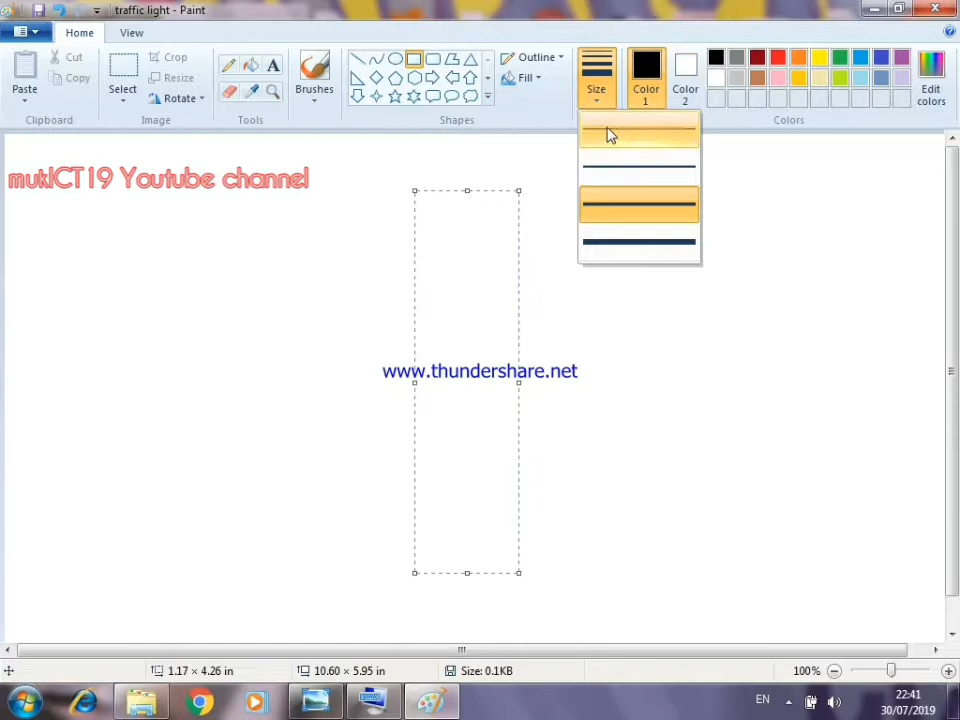 traffic light - Paint
Home
View
Paste
Cut
Copy
Clipboard
Select
Crop
Resize
Rotate
Image
Tools
Brushes
Outline
Fill
Shapes
Size
Color
1
Color
2
Edit
colors
Colors
mukICT19 Youtube channel
www.thundershare.net
1.17 × 4.26 in
10.60 × 5.95 in
Size: 0.1KB
100%
EN
22:41
30/07/2019